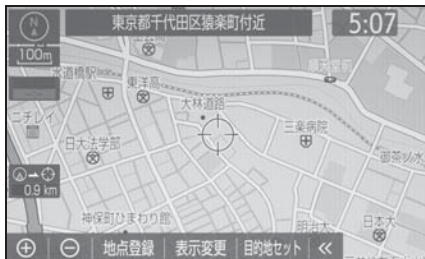 N
東京都千代田区猿楽町付近
5:07
100m
水道橋駅
東洋高
大林道路
ニチレイ
三楽病院
日大法学部
御茶ノ水
0.9 km
神保町ひまわり館
明治大
日本大
地点登録
表示変更
目的地セット